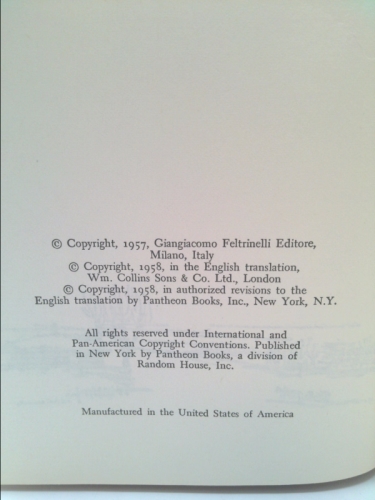 © Copyright, 1957, Giangiacomo Feltrinelli Editore,
Milano, Italy
© Copyright, 1958, in the English translation,
Wm. Collins Sons & Co. Ltd., London
© Copyright, 1958, in authorized revisions to the
English translation by Pantheon Books, Inc., New York, N.Y.
All rights reserved under International and
Pan-American Copyright Conventions. Published
in New York by Pantheon Books, a division of
Random House, Inc.
Manufactured in the United States of America